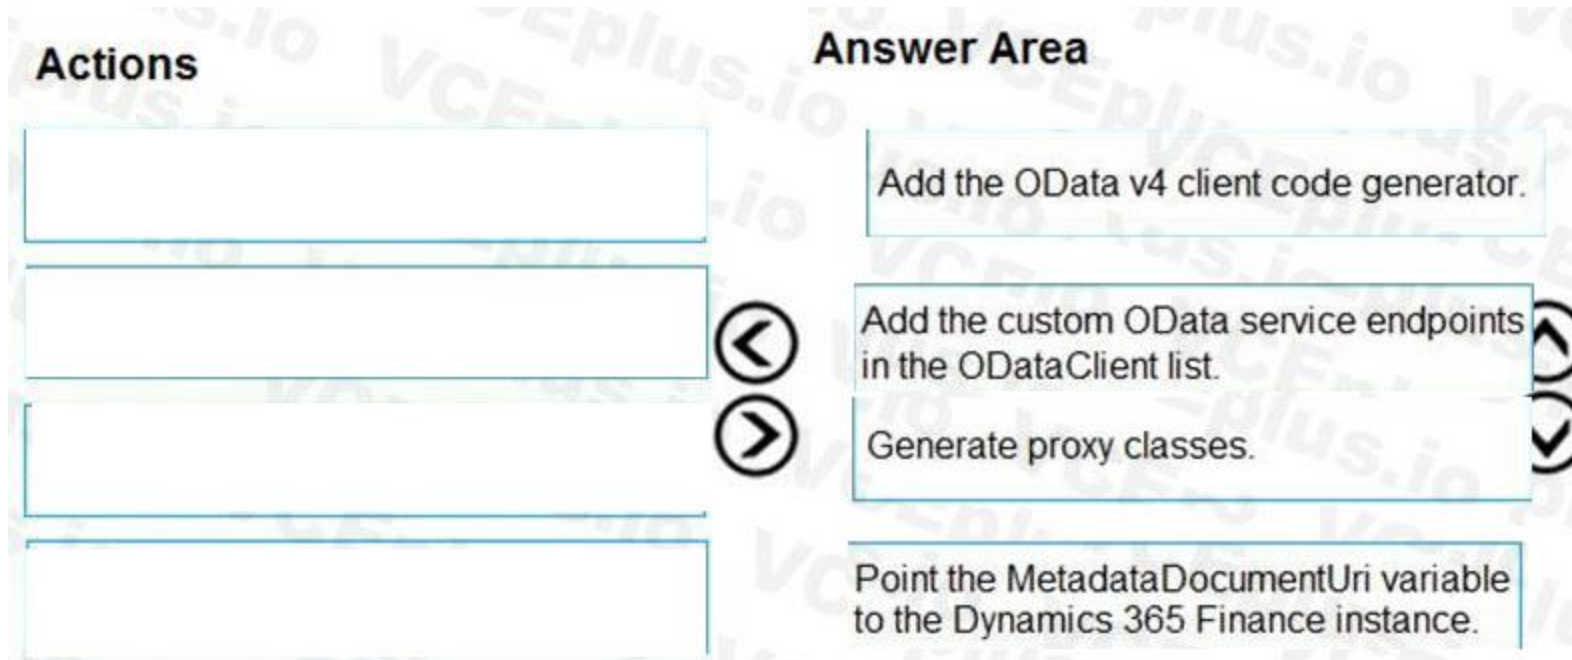 Actions
Answer Area
Add the OData v4 client code generator.
Add the custom OData service endpoints
in the ODataClient list.
Generate proxy classes.
Point the MetadataDocumentUri variable
to the Dynamics 365 Finance instance.